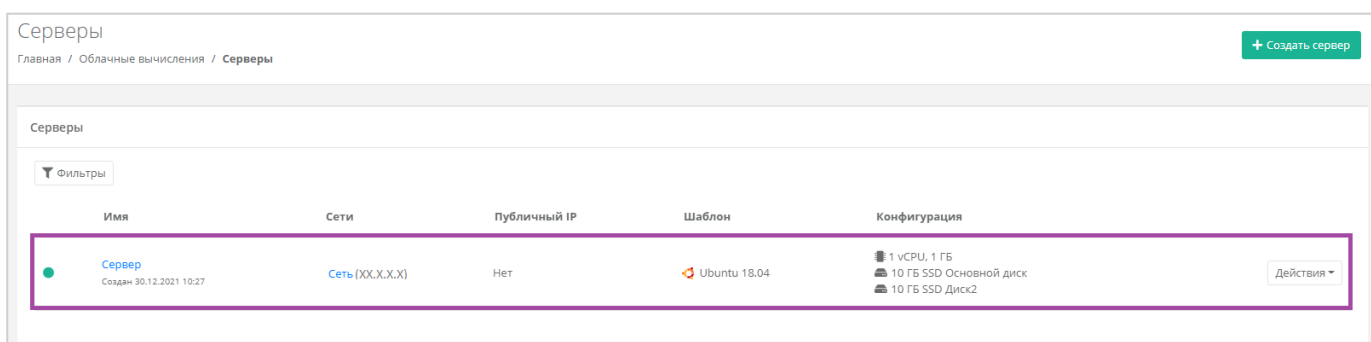 Серверы
+ Создать сервер
Главная / Облачные вычисления / Серверы
Серверы
Фильтры
Имя Сети Публичный IP Шаблон Конфигурация
Сервер
Создан 30.12.2021 10:27
Сеть (XX.X.X.X)
Нет
Ubuntu 18.04
1 vCPU, 1 ГБ
10 ГБ SSD Основной диск
10 ГБ SSD Диск2
Действия